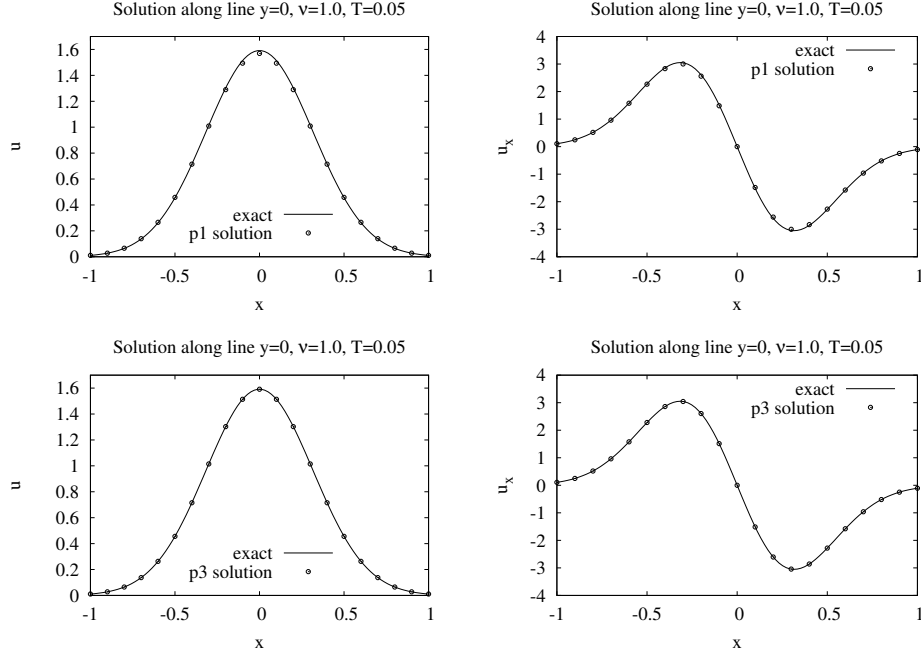 Solution along line y=0, ν=1.0, T=0.05
1.6
1.4
1.2
1
0.8
0.6
0.4
0.2
0
u
exact
p1 solution
-1 -0.5 0 0.5 1
x
Solution along line y=0, ν=1.0, T=0.05
4
3
2
1
0
-1
-2
-3
-4
u_x
exact
p1 solution
-1 -0.5 0 0.5 1
x
Solution along line y=0, ν=1.0, T=0.05
1.6
1.4
1.2
1
0.8
0.6
0.4
0.2
0
u
exact
p3 solution
-1 -0.5 0 0.5 1
x
Solution along line y=0, ν=1.0, T=0.05
4
3
2
1
0
-1
-2
-3
-4
u_x
exact
p3 solution
-1 -0.5 0 0.5 1
x